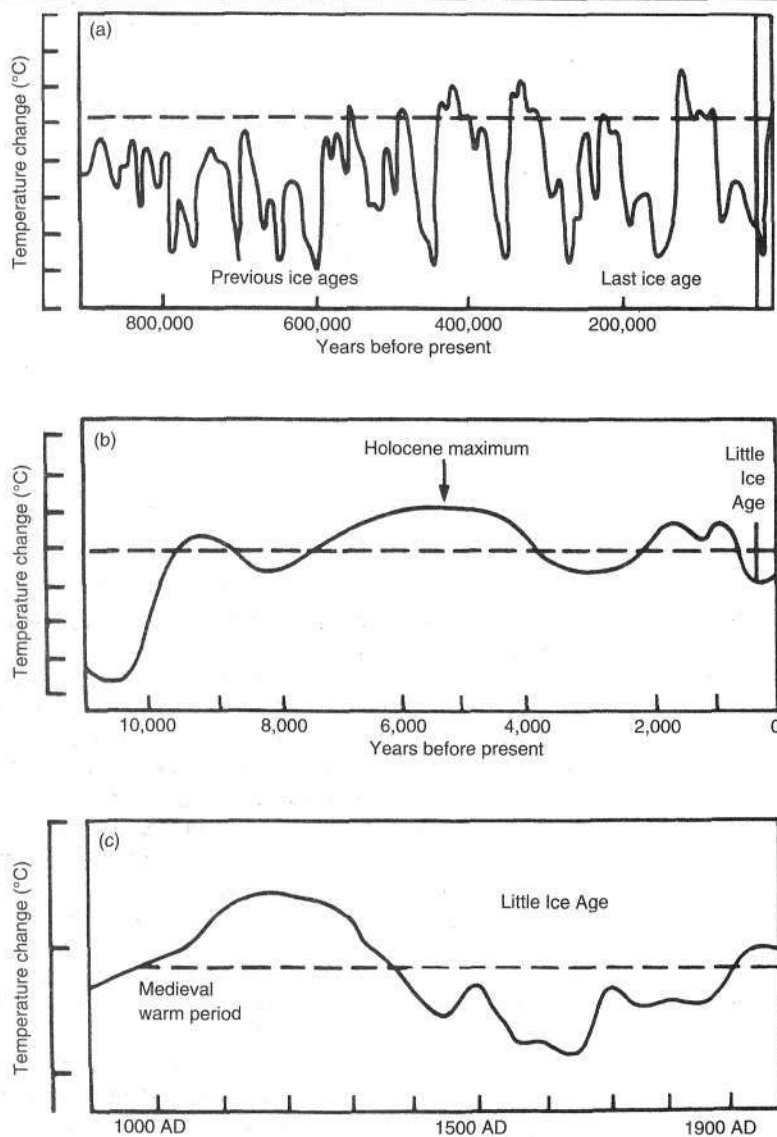 (a)
Temperature change (°C)
Previous ice ages
Last ice age
800,000
600,000
400,000
200,000
Years before present
(b)
Temperature change (°C)
Holocene maximum
Little
Ice
Age
10,000
8,000
6,000
4,000
2,000
0
Years before present
(c)
Temperature change (°C)
Little Ice Age
Medieval
warm period
1000 AD
1500 AD
1900 AD